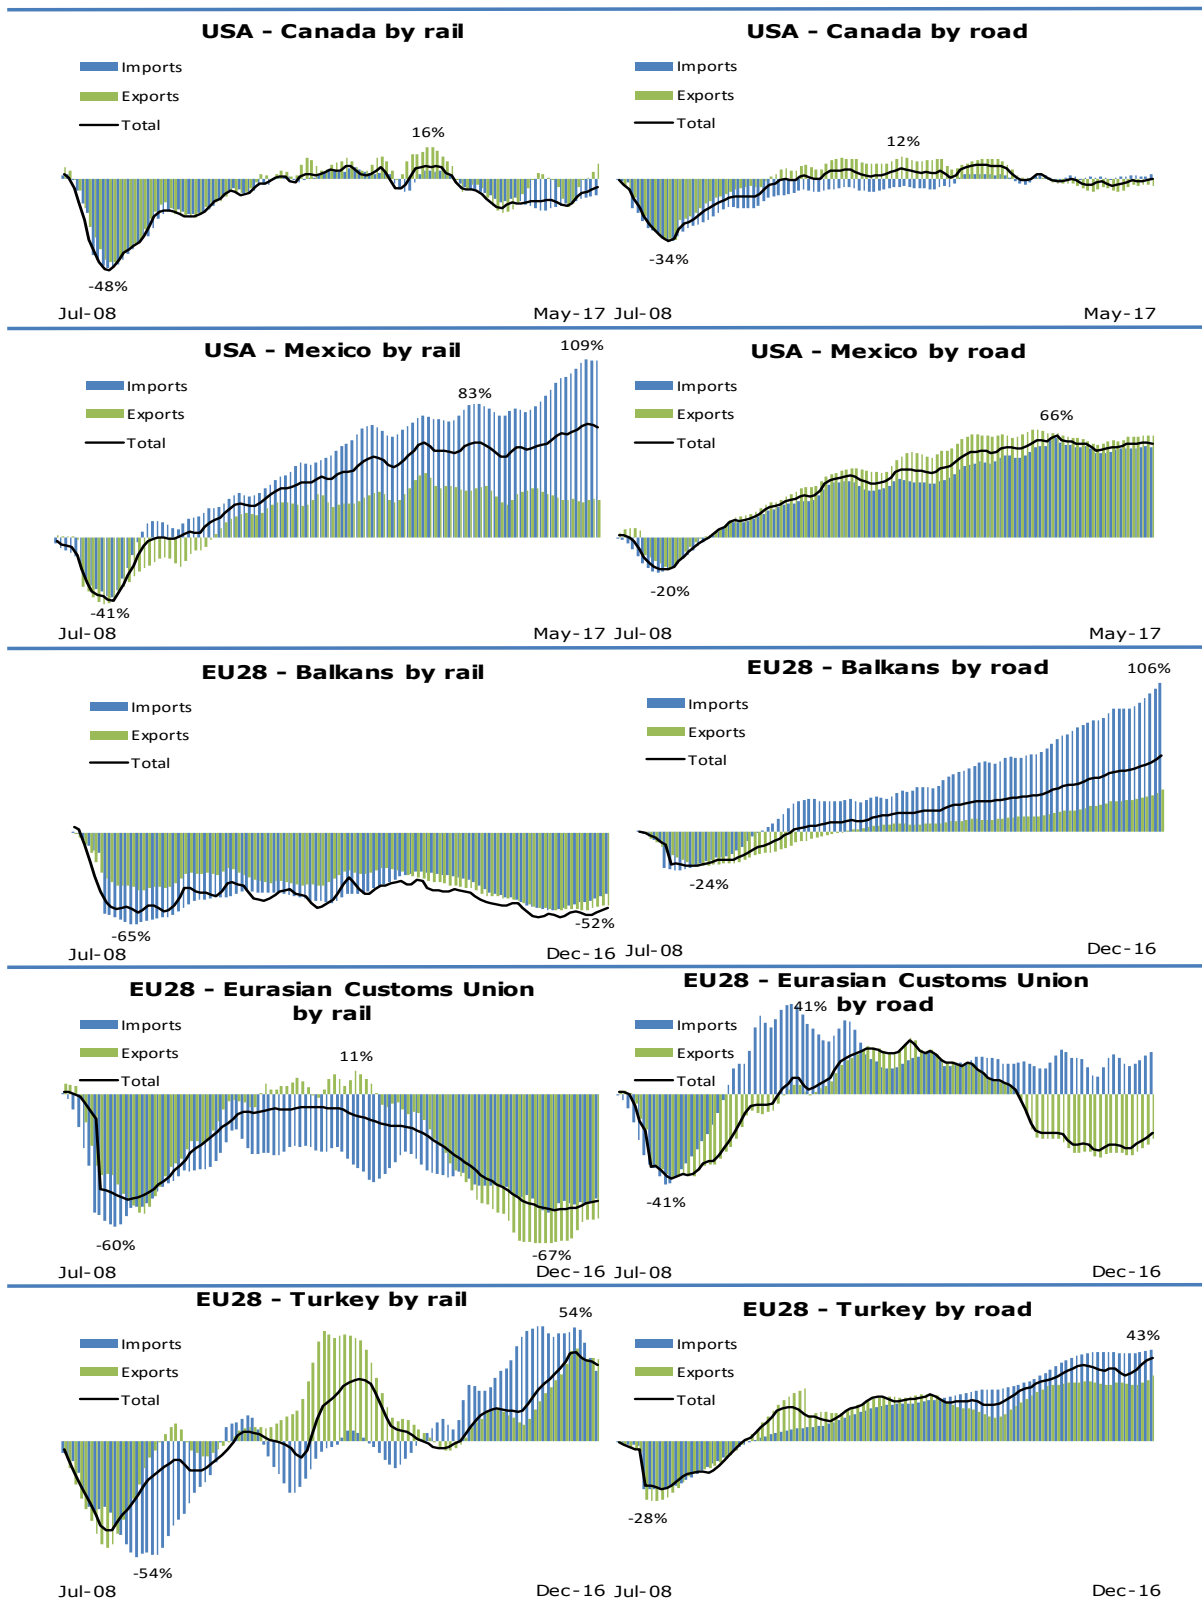 USA - Canada by rail
Imports
Exports
Total
16%
-48%
Jul-08
May-17
USA - Canada by road
Imports
Exports
Total
12%
-34%
Jul-08
May-17
USA - Mexico by rail
109%
Imports
83%
Exports
Total
-41%
Jul-08
May-17
USA - Mexico by road
Imports
Exports
66%
Total
-20%
Jul-08
May-17
EU28 - Balkans by rail
Imports
Exports
Total
-65%
-52%
Jul-08
Dec-16
EU28 - Balkans by road
106%
Imports
Exports
Total
-24%
Jul-08
Dec-16
EU28 - Eurasian Customs Union
by rail
Imports
Exports
11%
Total
-60%
-67%
Jul-08
Dec-16
EU28 - Eurasian Customs Union
41% by road
Imports
Exports
Total
-41%
Jul-08
Dec-16
EU28 - Turkey by rail
54%
Imports
Exports
Total
-54%
Jul-08
Dec-16
EU28 - Turkey by road
43%
Imports
Exports
Total
-28%
Jul-08
Dec-16